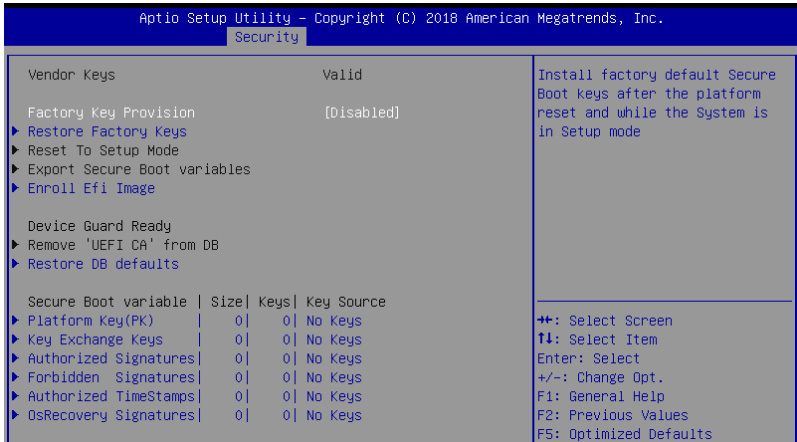 Aptio Setup Utility – Copyright (C) 2018 American Megatrends, Inc.
Security
Vendor Keys Valid
Factory Key Provision [Disabled]
Restore Factory Keys
Reset To Setup Mode
Export Secure Boot variables
Enroll Efi Image
Device Guard Ready
Remove 'UEFI CA' from DB
Restore DB defaults
Secure Boot variable | Size| Keys| Key Source
Platform Key(PK) | 0| 0| No Keys
Key Exchange Keys | 0| 0| No Keys
Authorized Signatures| 0| 0| No Keys
Forbidden Signatures| 0| 0| No Keys
Authorized TimeStamps| 0| 0| No Keys
OsRecovery Signatures| 0| 0| No Keys
Install factory default Secure
Boot keys after the platform
reset and while the System is
in Setup mode
→←: Select Screen
↑↓: Select Item
Enter: Select
+/-: Change Opt.
F1: General Help
F2: Previous Values
F5: Optimized Defaults